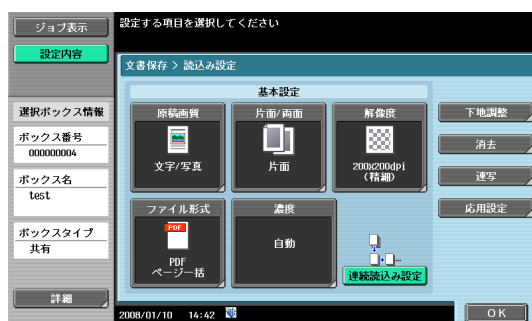 ジョブ表示
設定内容
設定する項目を選択してください
文書保存 > 読込み設定
基本設定
選択ボックス情報
ボックス番号
000000004
ボックス名
test
ボックスタイプ
共有
詳細
原稿画質
文字/写真
片面/両面
片面
解像度
200x200dpi
(精細)
ファイル形式
PDF
PDF
ページ一括
濃度
自動
連続読込み設定
下地調整
消去
連写
応用設定
2008/01/10 14:42
OK